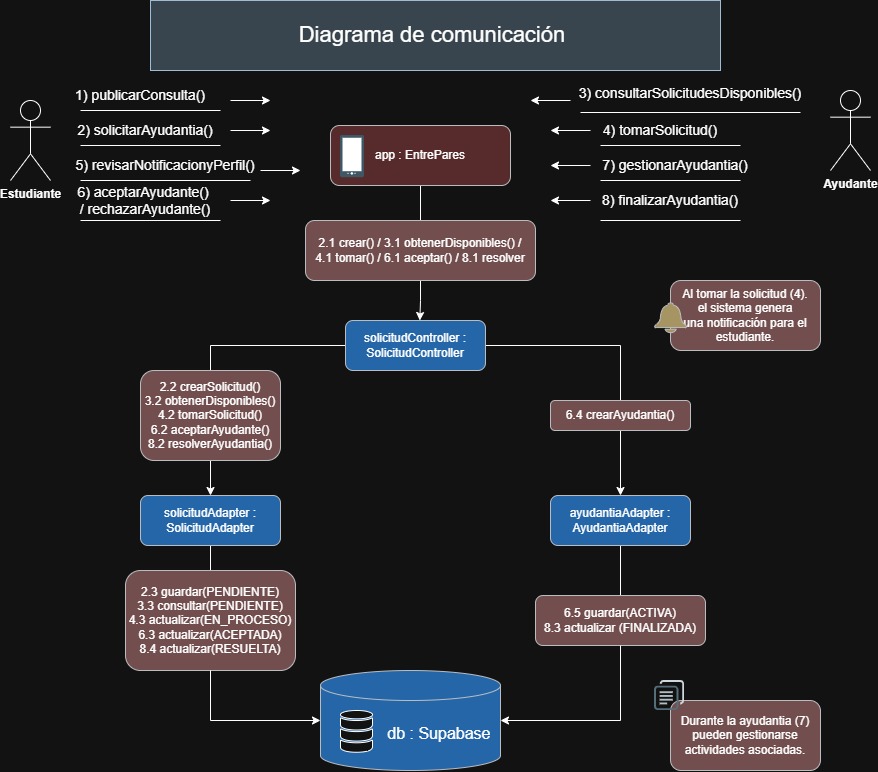 Diagrama de comunicación
1) publicarConsulta()
2) solicitarAyudantia()
5) revisarNotificacionyPerfil()
6) aceptarAyudante()
/ rechazarAyudante()
Estudiante
app : EntrePares
3) consultarSolicitudesDisponibles()
4) tomarSolicitud()
7) gestionarAyudantia()
8) finalizarAyudantia()
Ayudante
2.1 crear() / 3.1 obtenerDisponibles() /
4.1 tomar() / 6.1 aceptar() / 8.1 resolver
Al tomar la solicitud (4).
el sistema genera
una notificación para el
estudiante.
solicitudController :
SolicitudController
2.2 crearSolicitud()
3.2 obtenerDisponibles()
4.2 tomarSolicitud()
6.2 aceptarAyudante()
8.2 resolverAyudantia()
6.4 crearAyudantia()
solicitudAdapter :
SolicitudAdapter
ayudantiaAdapter :
AyudantiaAdapter
2.3 guardar(PENDIENTE)
3.3 consultar(PENDIENTE)
4.3 actualizar(EN_PROCESO)
6.3 actualizar(ACEPTADA)
8.4 actualizar(RESUELTA)
6.5 guardar(ACTIVA)
8.3 actualizar (FINALIZADA)
db : Supabase
Durante la ayudantia (7)
pueden gestionarse
actividades asociadas.